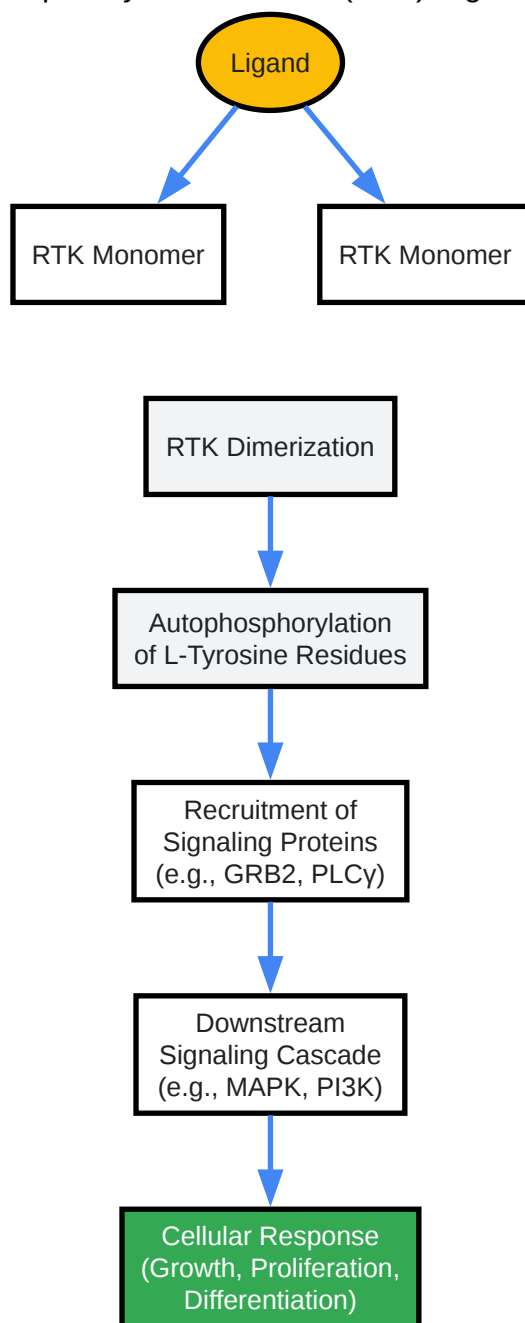 Ligand
RTK Monomer
RTK Monomer
RTK Dimerization
Autophosphorylation
of L-Tyrosine Residues
Recruitment of
Signaling Proteins
(e.g., GRB2, PLCγ)
Downstream
Signaling Cascade
(e.g., MAPK, PI3K)
Cellular Response
(Growth, Proliferation,
Differentiation)